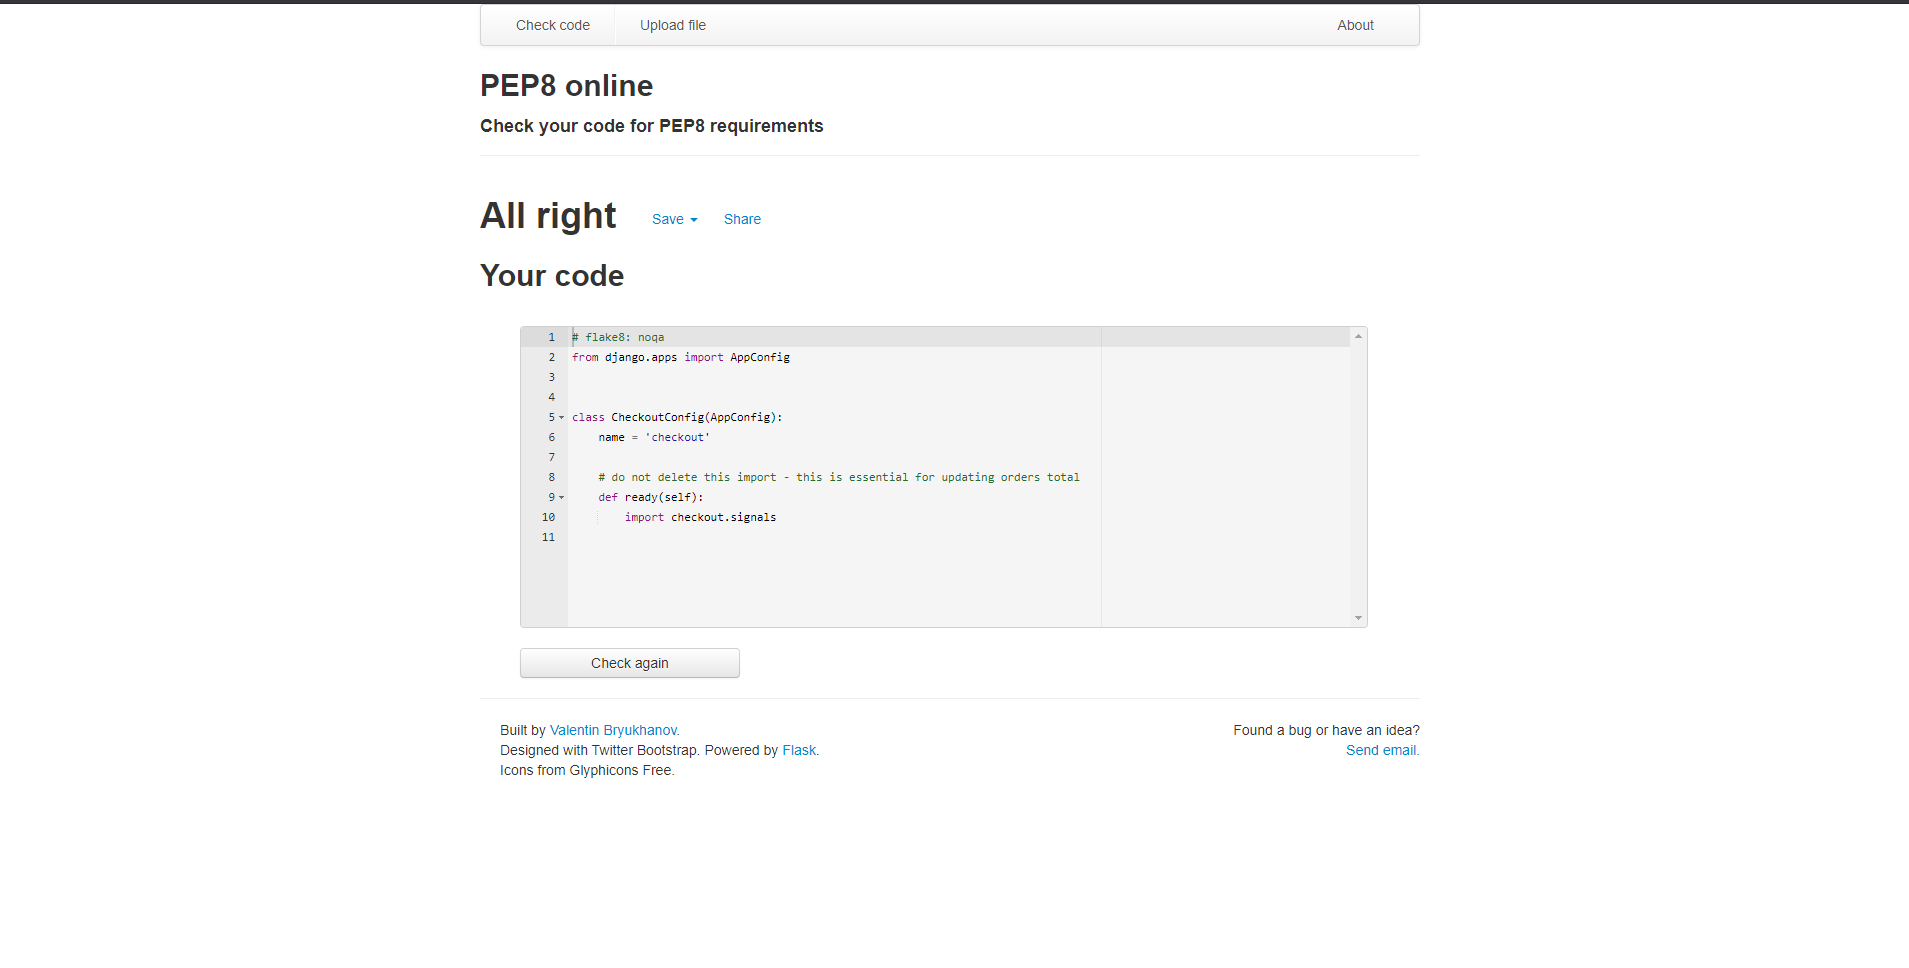 Check code Upload file About
PEP8 online
Check your code for PEP8 requirements
All right Save Share
Your code
1 # flake8: noqa
2 from django.apps import AppConfig
3
4
5 class CheckoutConfig(AppConfig):
6     name = 'checkout'
7
8     # do not delete this import - this is essential for updating orders total
9     def ready(self):
10         import checkout.signals
11
Check again
Built by Valentin Bryukhanov. Found a bug or have an idea?
Designed with Twitter Bootstrap. Powered by Flask. Send email.
Icons from Glyphicons Free.